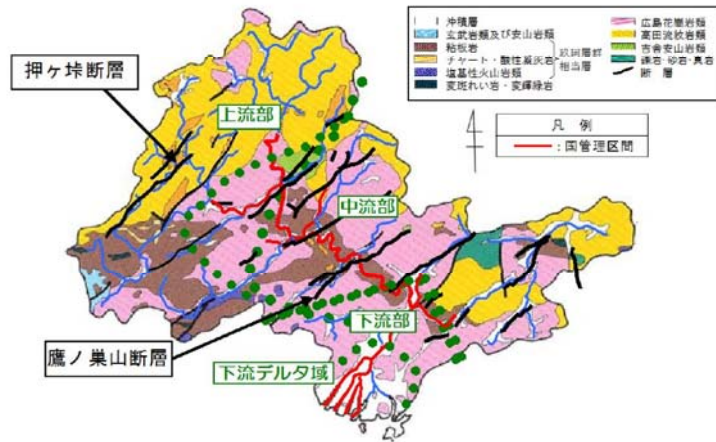 押ヶ垰断層
上流部
中流部
下流部
下流デルタ域
鷹ノ巣山断層
沖積層
玄武岩類及び安山岩類
粘板岩
チャート・酸性凝灰岩
塩基性火山岩類
変斑れい岩・変輝緑岩
玖珂層群
相当層
広島花崗岩類
高田流紋岩類
吉舎安山岩類
礫岩・砂岩・頁岩
断層
凡例
:国管理区間